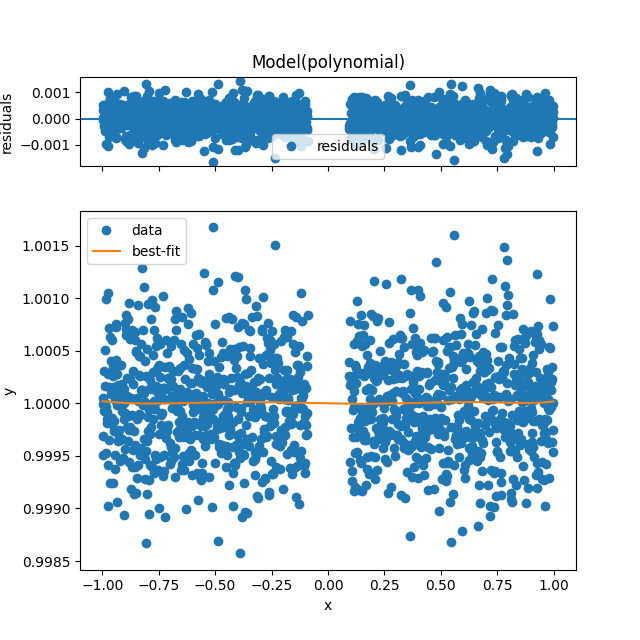 Model(polynomial)
residuals
0.001
0.000
−0.001
residuals
data
best-fit
y
1.0015
1.0010
1.0005
1.0000
0.9995
0.9990
0.9985
−1.00 −0.75 −0.50 −0.25 0.00 0.25 0.50 0.75 1.00
x